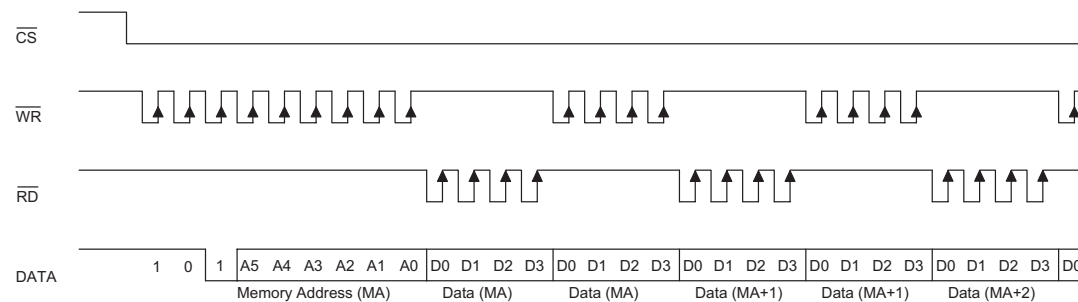 CS
WR
RD
DATA 1 0 1 A5 A4 A3 A2 A1 A0 D0 D1 D2 D3 D0 D1 D2 D3 D0 D1 D2 D3 D0 D1 D2 D3 D0 D1 D2 D3 D0
Memory Address (MA) Data (MA) Data (MA) Data (MA+1) Data (MA+1) Data (MA+2)